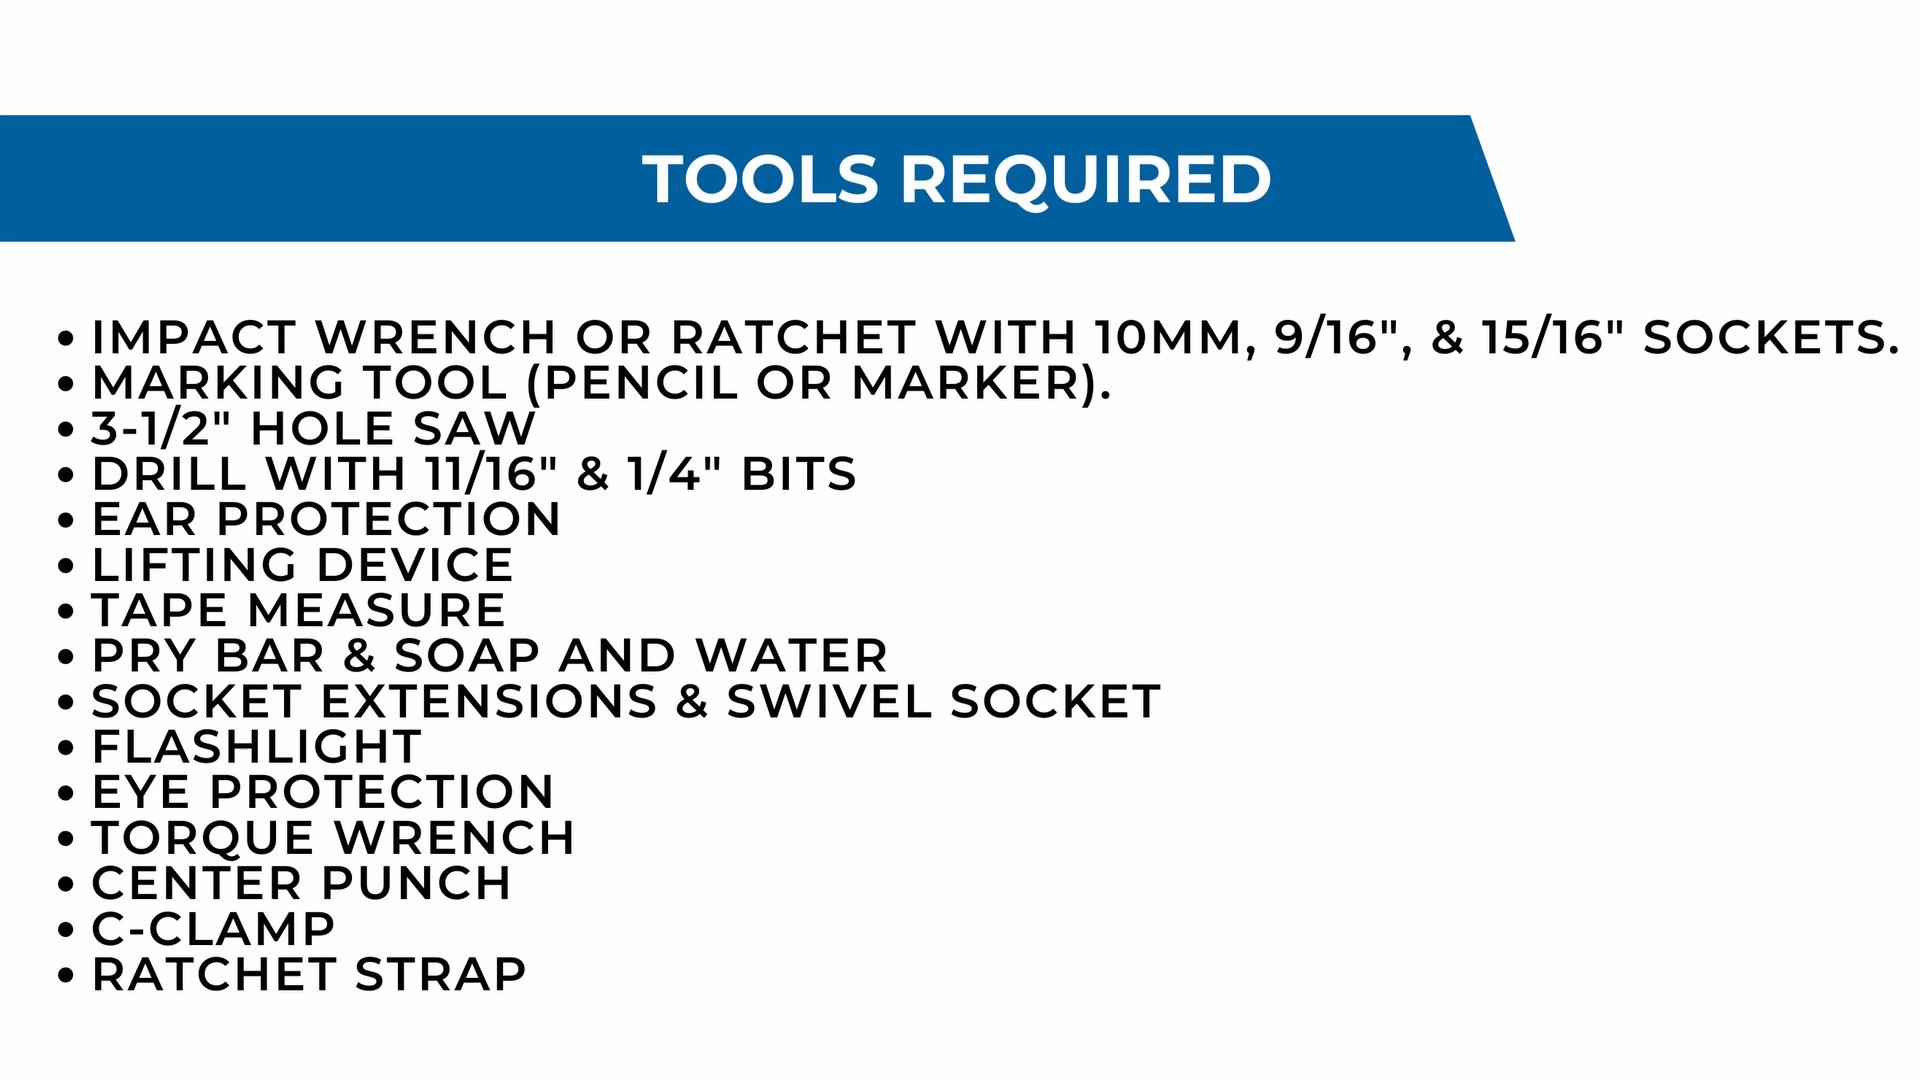 TOOLS REQUIRED
• IMPACT WRENCH OR RATCHET WITH 10MM, 9/16", & 15/16" SOCKETS.
• MARKING TOOL (PENCIL OR MARKER).
• 3-1/2" HOLE SAW
• DRILL WITH 11/16" & 1/4" BITS
• EAR PROTECTION
• LIFTING DEVICE
• TAPE MEASURE
• PRY BAR & SOAP AND WATER
• SOCKET EXTENSIONS & SWIVEL SOCKET
• FLASHLIGHT
• EYE PROTECTION
• TORQUE WRENCH
• CENTER PUNCH
• C-CLAMP
• RATCHET STRAP